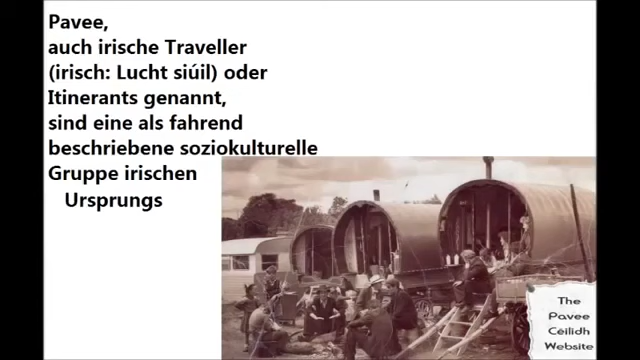 Pavee,
auch irische Traveller
(irisch: Lucht siúil) oder
Itinerants genannt,
sind eine als fahrend
beschriebene soziokulturelle
Gruppe irischen
Ursprungs
The
Pavee
Céilidh
Website